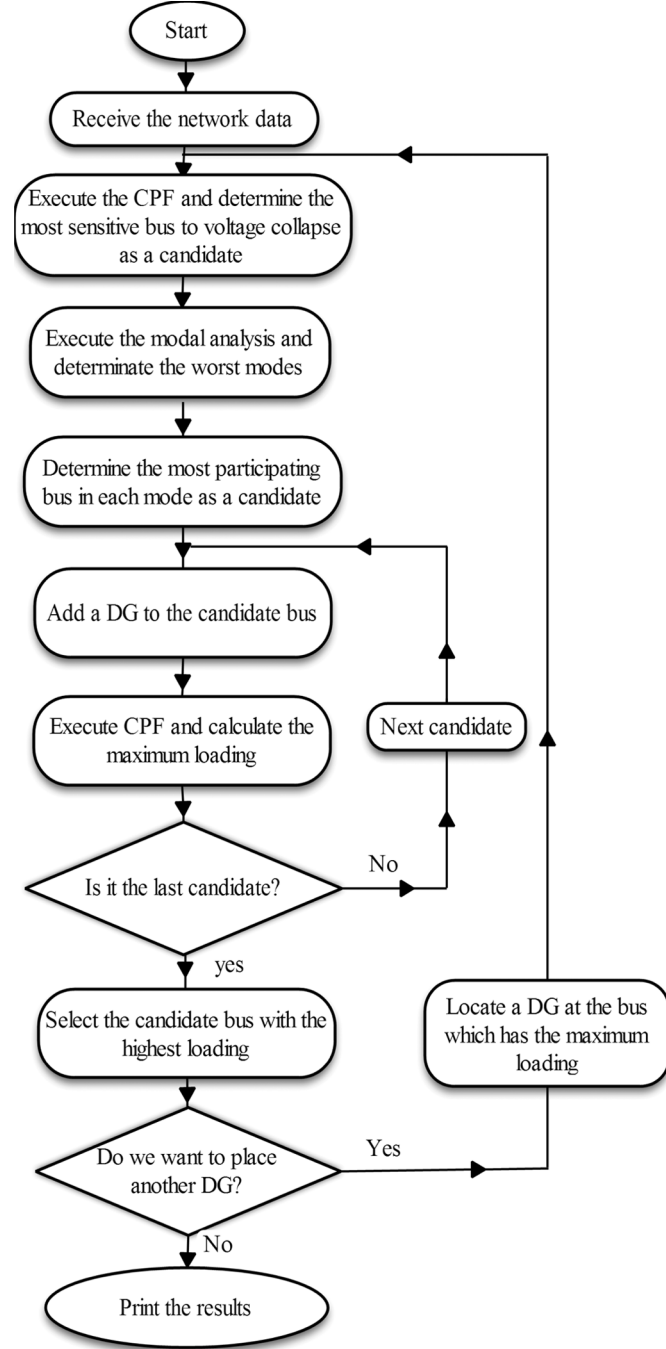 Start
Receive the network data
Execute the CPF and determine the
most sensitive bus to voltage collapse
as a candidate
Execute the modal analysis and
determinate the worst modes
Determine the most participating
bus in each mode as a candidate
Add a DG to the candidate bus
Execute CPF and calculate the
maximum loading
Next candidate
Is it the last candidate?
No
yes
Select the candidate bus with the
highest loading
Locate a DG at the bus
which has the maximum
loading
Do we want to place
another DG?
Yes
No
Print the results